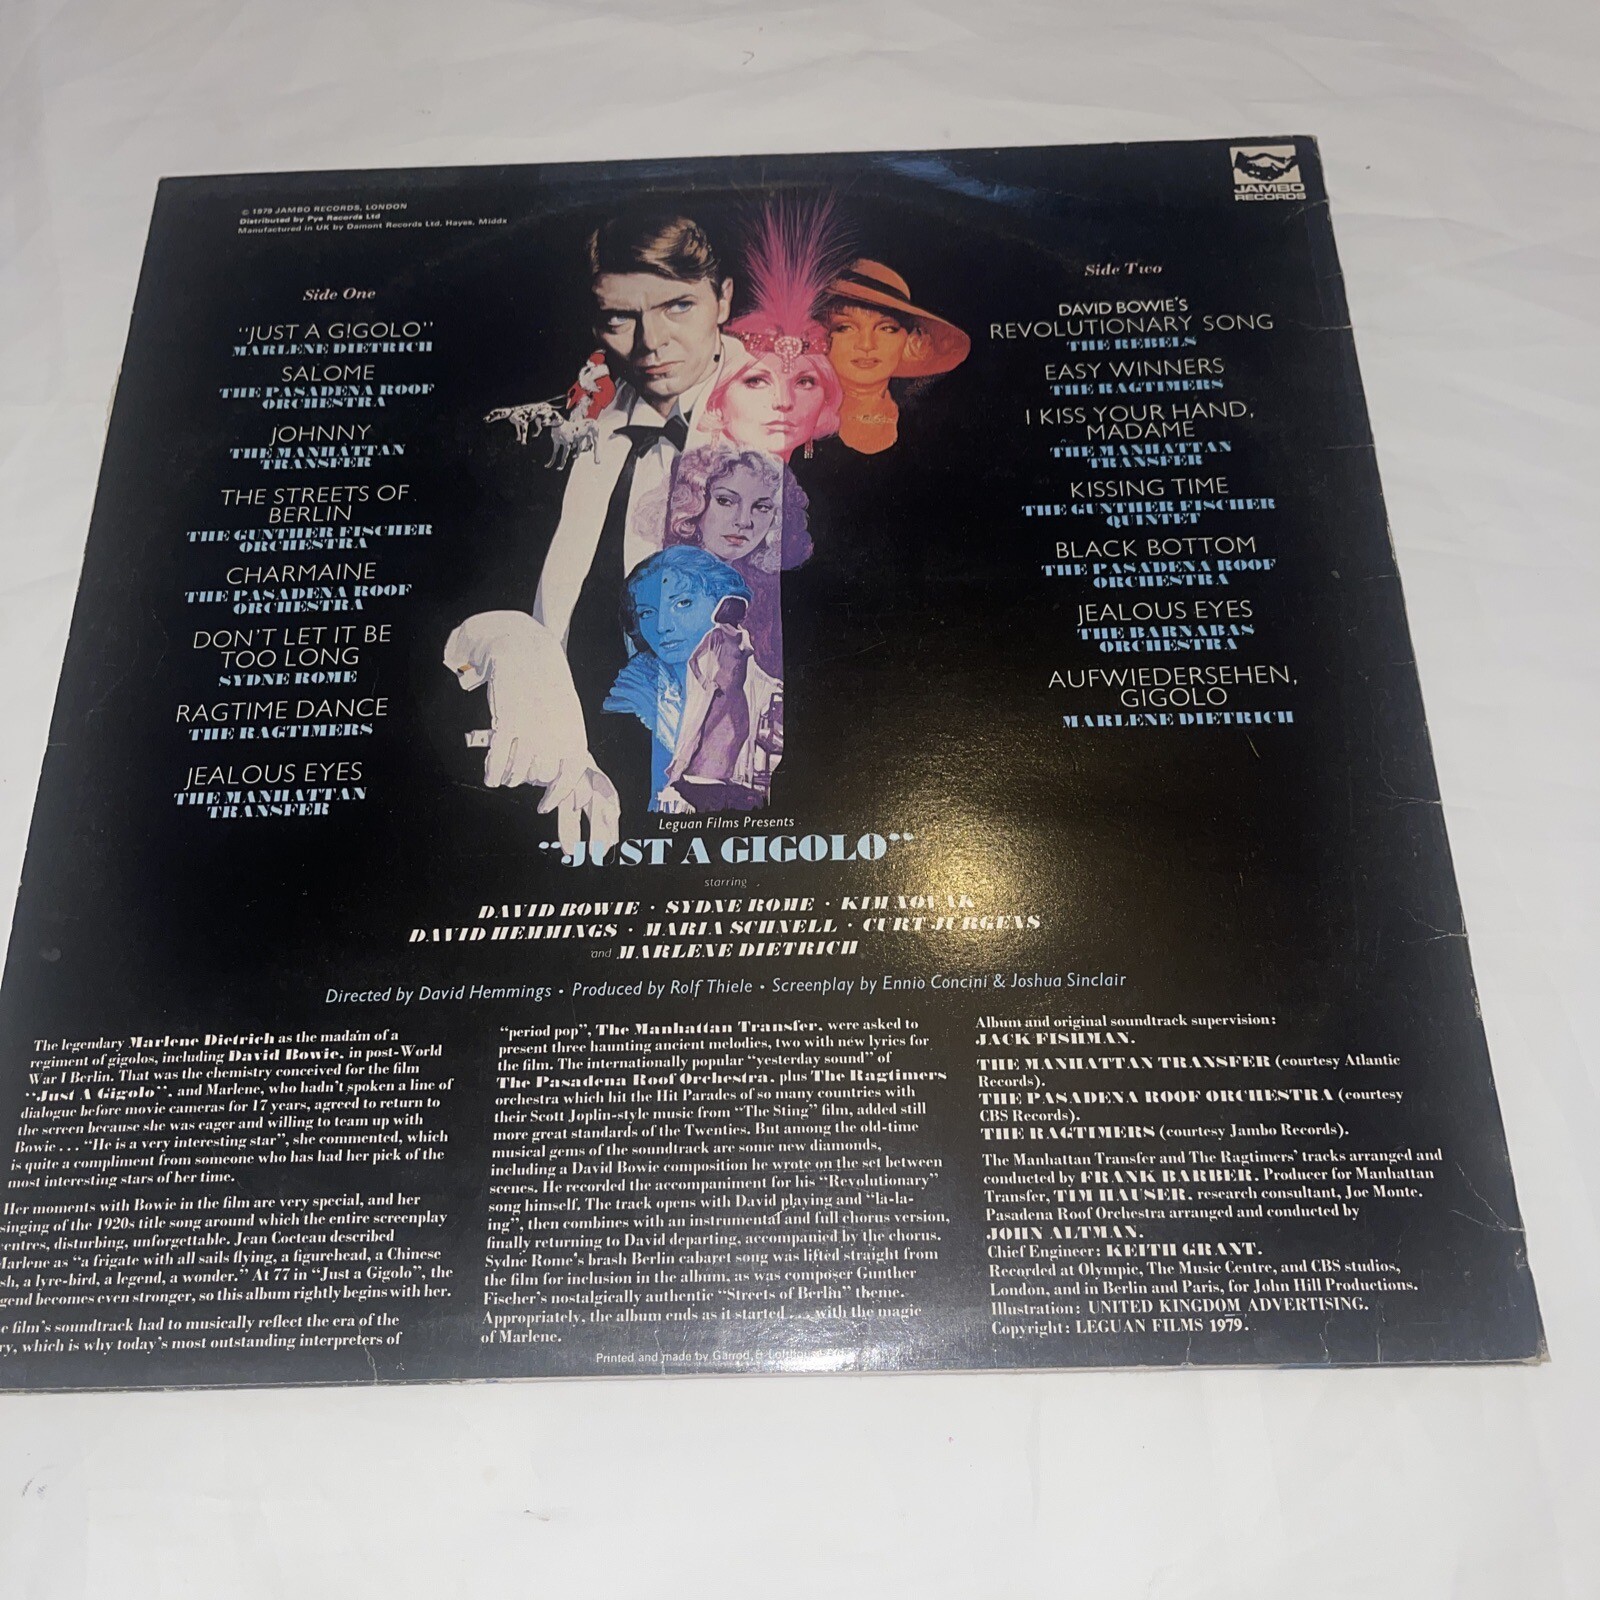 © 1979 JAMBO RECORDS, LONDON
Distributed by Pye Records Ltd
Manufactured in UK by Damont Records Ltd. Hayes, Middx
JAMBO
RECORDS
Side One
"JUST A GIGOLO"
MARLENE DIETRICH
SALOME
THE PASADENA ROOF
ORCHESTRA
JOHNNY
THE MANHATTAN
TRANSFER
THE STREETS OF
BERLIN
THE GUNTHER FISCHER
ORCHESTRA
CHARMAINE
THE PASADENA ROOF
ORCHESTRA
DON'T LET IT BE
TOO LONG
SYDNE ROME
RAGTIME DANCE
THE RAGTIMERS
JEALOUS EYES
THE MANHATTAN
TRANSFER
Side Two
DAVID BOWIE'S
REVOLUTIONARY SONG
THE REBELS
EASY WINNERS
THE RAGTIMERS
I KISS YOUR HAND,
MADAME
THE MANHATTAN
TRANSFER
KISSING TIME
THE GUNTHER FISCHER
QUINTET
BLACK BOTTOM
THE PASADENA ROOF
ORCHESTRA
JEALOUS EYES
THE BARNABAS
ORCHESTRA
AUFWIEDERSEHEN,
GIGOLO
MARLENE DIETRICH
Leguan Films Presents
"JUST A GIGOLO"
starring
DAVID BOWIE · SYDNE ROME · KIM NOVAK
DAVID HEMMINGS · MARIA SCHNELL · CURT JURGENS
and MARLENE DIETRICH
Directed by David Hemmings • Produced by Rolf Thiele • Screenplay by Ennio Concini & Joshua Sinclair
The legendary Marlene Dietrich as the madam of a
regiment of gigolos, including David Bowie, in post-World
War I Berlin. That was the chemistry conceived for the film
"Just A Gigolo", and Marlene, who hadn't spoken a line of
dialogue before movie cameras for 17 years, agreed to return to
the screen because she was eager and willing to team up with
Bowie . . . "He is a very interesting star", she commented, which
is quite a compliment from someone who has had her pick of the
most interesting stars of her time.
Her moments with Bowie in the film are very special, and her
singing of the 1920s title song around which the entire screenplay
centres, disturbing, unforgettable. Jean Cocteau described
Marlene as "a frigate with all sails flying, a figurehead, a Chinese
sh, a lyre-bird, a legend, a wonder." At 77 in "Just a Gigolo", the
gend becomes even stronger, so this album rightly begins with her.
e film's soundtrack had to musically reflect the era of the
ry, which is why today's most outstanding interpreters of
"period pop", The Manhattan Transfer, were asked to
present three haunting ancient melodies, two with new lyrics for
the film. The internationally popular "yesterday sound" of
The Pasadena Roof Orchestra, plus The Ragtimers
orchestra which hit the Hit Parades of so many countries with
their Scott Joplin-style music from "The Sting" film, added still
more great standards of the Twenties. But among the old-time
musical gems of the soundtrack are some new diamonds,
including a David Bowie composition he wrote on the set between
scenes. He recorded the accompaniment for his "Revolutionary"
song himself. The track opens with David playing and "la-la-
ing", then combines with an instrumental and full chorus version,
finally returning to David departing, accompanied by the chorus.
Sydne Rome's brash Berlin cabaret song was lifted straight from
the film for inclusion in the album, as was composer Gunther
Fischer's nostalgically authentic "Streets of Berlin" theme.
Appropriately, the album ends as it started . . . with the magic
of Marlene.
Album and original soundtrack supervision:
JACK FISHMAN.
THE MANHATTAN TRANSFER (courtesy Atlantic
Records).
THE PASADENA ROOF ORCHESTRA (courtesy
CBS Records).
THE RAGTIMERS (courtesy Jambo Records).
The Manhattan Transfer and The Ragtimers' tracks arranged and
conducted by FRANK BARBER. Producer for Manhattan
Transfer, TIM HAUSER, research consultant, Joe Monte.
Pasadena Roof Orchestra arranged and conducted by
JOHN ALTMAN.
Chief Engineer: KEITH GRANT.
Recorded at Olympic, The Music Centre, and CBS studios,
London, and in Berlin and Paris, for John Hill Productions.
Illustration: UNITED KINGDOM ADVERTISING.
Copyright: LEGUAN FILMS 1979.
Printed and made by Garrod & Lofthouse